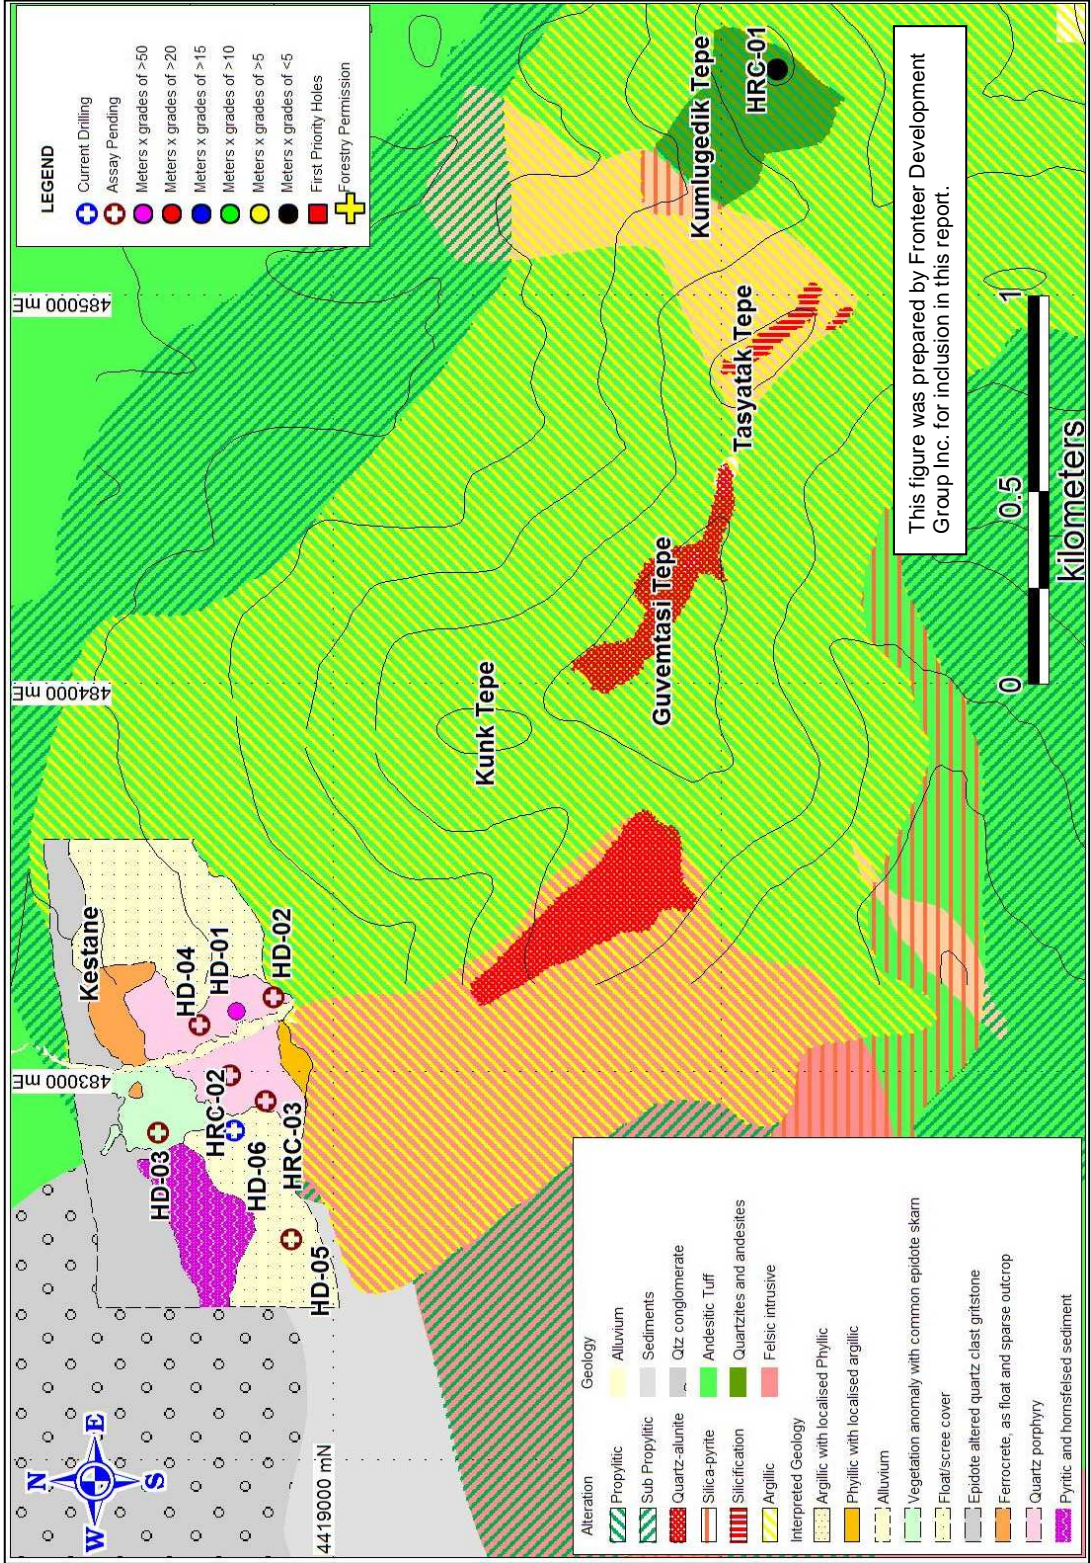 LEGEND
Current Drilling
Assay Pending
Meters x grades of >50
Meters x grades of >20
Meters x grades of >15
Meters x grades of >10
Meters x grades of >5
Meters x grades of <5
First Priority Holes
Forestry Permission
N
W
E
S
483000 mE
484000 mE
485000 mE
4419000 mN
Kestane
HD-04
HD-01
HD-02
HD-03
HRC-02
HD-06
HRC-03
HD-05
Kunk Tepe
Guvemtasi Tepe
Tasyatak Tepe
Kumlugedik Tepe
HRC-01
Alteration
Propylitic
Sub Propylitic
Quartz-alunite
Silica-pyrite
Silicification
Argillic
Geology
Alluvium
Sediments
Qtz conglomerate
Andesitic Tuff
Quartzites and andesites
Felsic intrusive
Interpreted Geology
Argillic with localised Phyllic
Phyllic with localised argillic
Alluvium
Vegetation anomaly with common epidote skarn
Float/scree cover
Epidote altered quartz clast gritstone
Ferrocrete, as float and sparse outcrop
Quartz porphyry
Pyritic and hornsfelsed sediment
This figure was prepared by Fronteer Development
Group Inc. for inclusion in this report.
0
0.5
1
kilometers